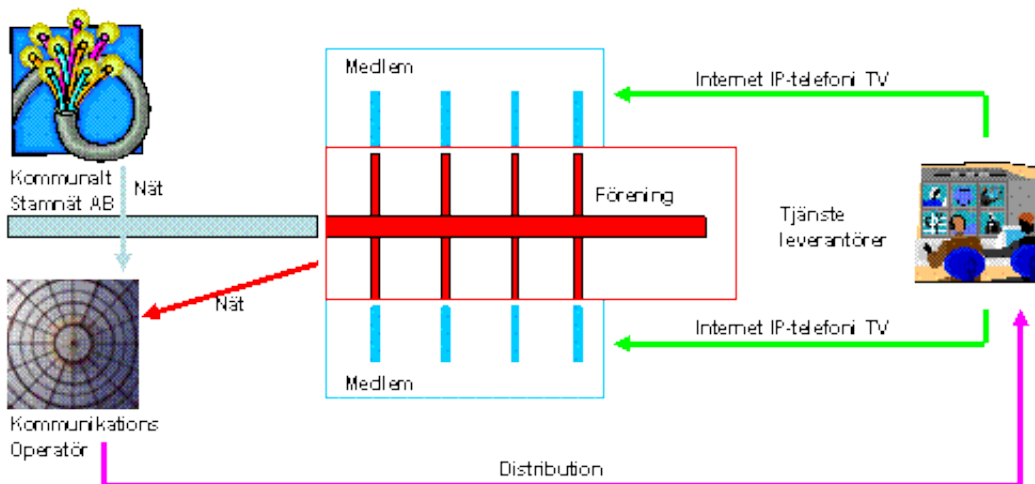 Medlem
Internet IP-telefoni TV
Kommunalt
Stamnät AB
Nät
Förening
Tjänste
leverantörer
Nät
Internet IP-telefoni TV
Medlem
Kommunikations
Operatör
Distribution